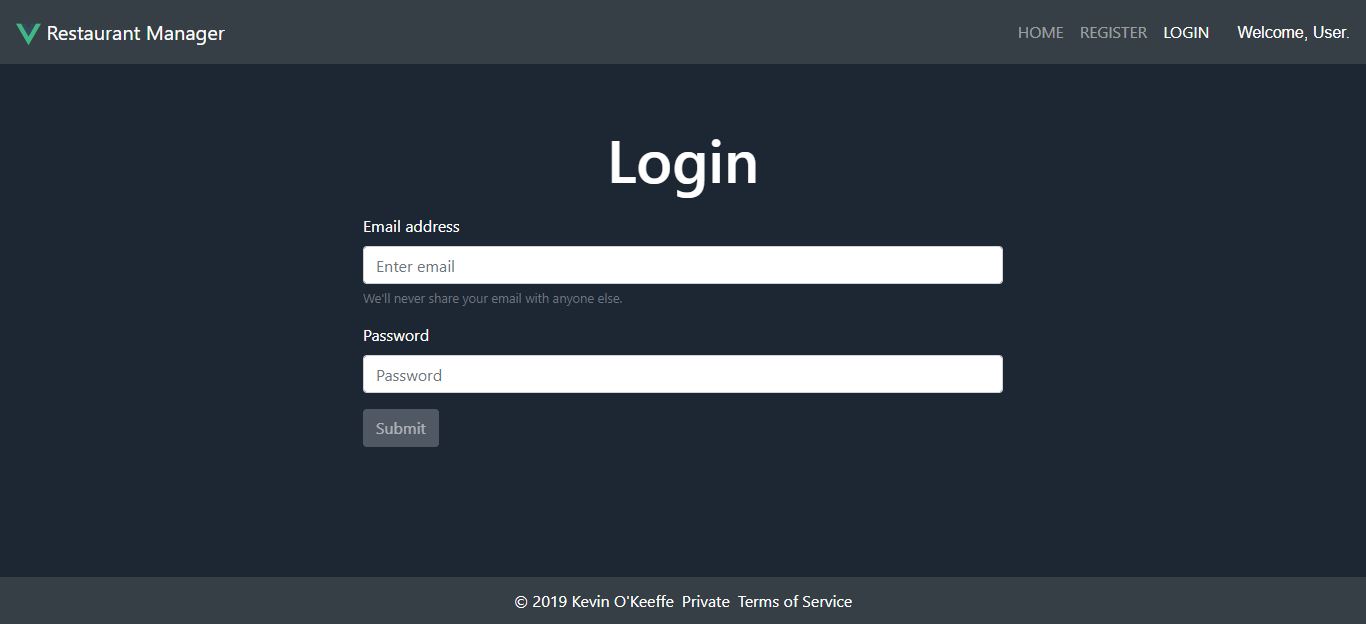 Restaurant Manager HOME REGISTER LOGIN Welcome, User.
Login
Email address
Enter email
We'll never share your email with anyone else.
Password
Password
Submit
© 2019 Kevin O'Keeffe Private Terms of Service